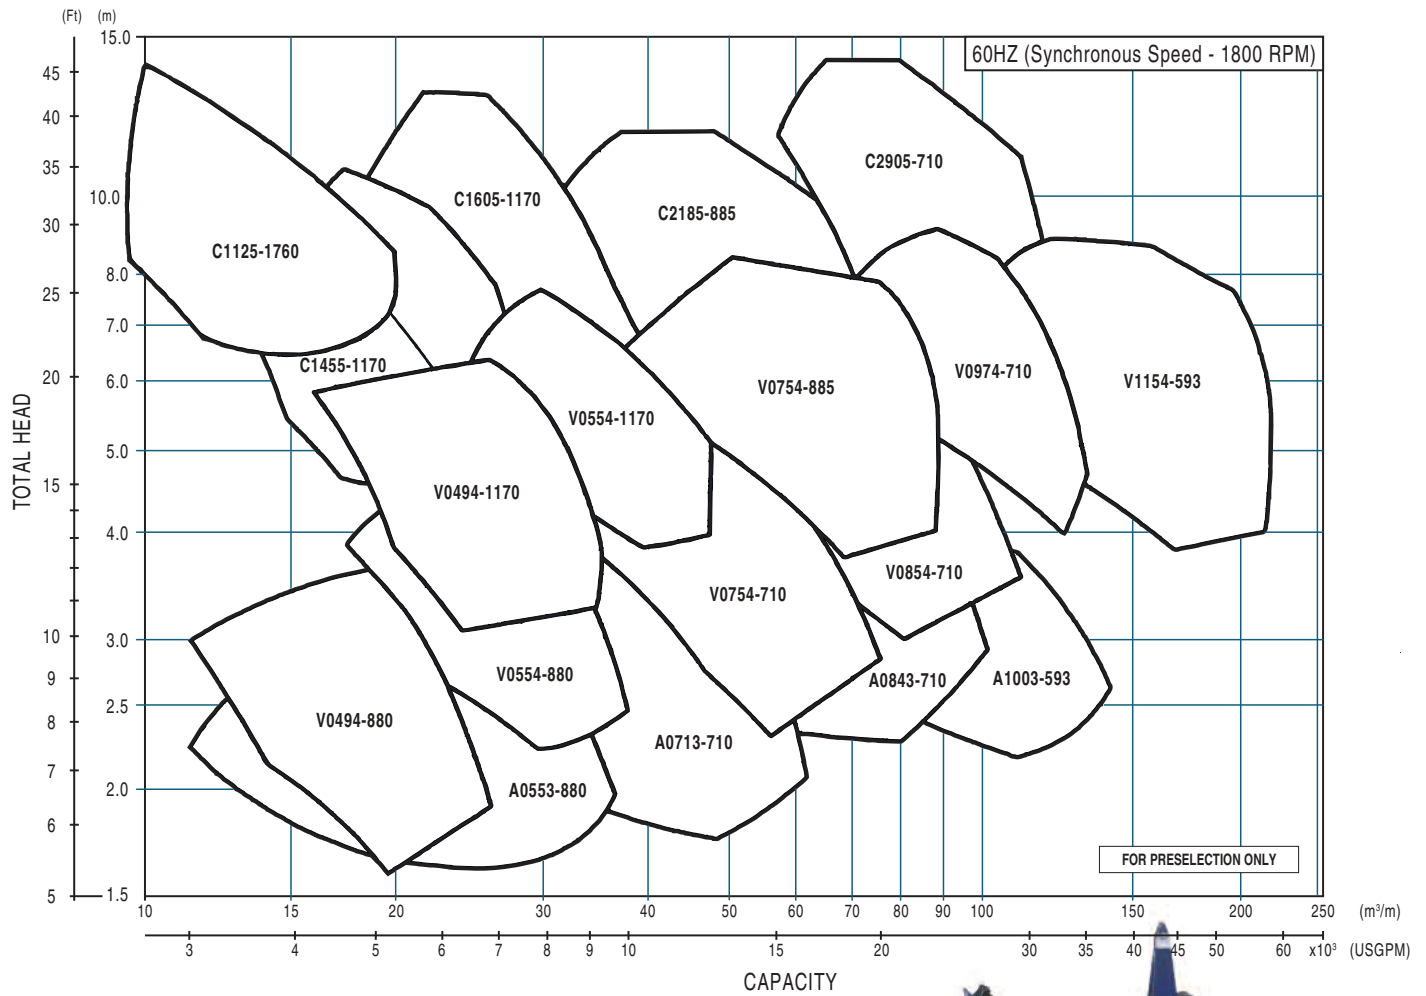 (Ft) (m)
15.0
60HZ (Synchronous Speed - 1800 RPM)
45
40
C2905-710
35
10.0
C1605-1170
C2185-885
30
C1125-1760
8.0
25
7.0
C1455-1170
V0974-710
20
6.0
V0754-885
V1154-593
V0554-1170
5.0
TOTAL HEAD
15
V0494-1170
4.0
V0854-710
V0754-710
10
3.0
V0554-880
A0843-710
A1003-593
9
2.5
8
V0494-880
A0713-710
7
2.0
A0553-880
6
FOR PRESELECTION ONLY
5
1.5
10 15 20 30 40 50 60 70 80 90 100 150 200 250 (m³/m)
3 4 5 6 7 8 9 10 15 20 30 35 40 45 50 60 x10³ (USGPM)
CAPACITY